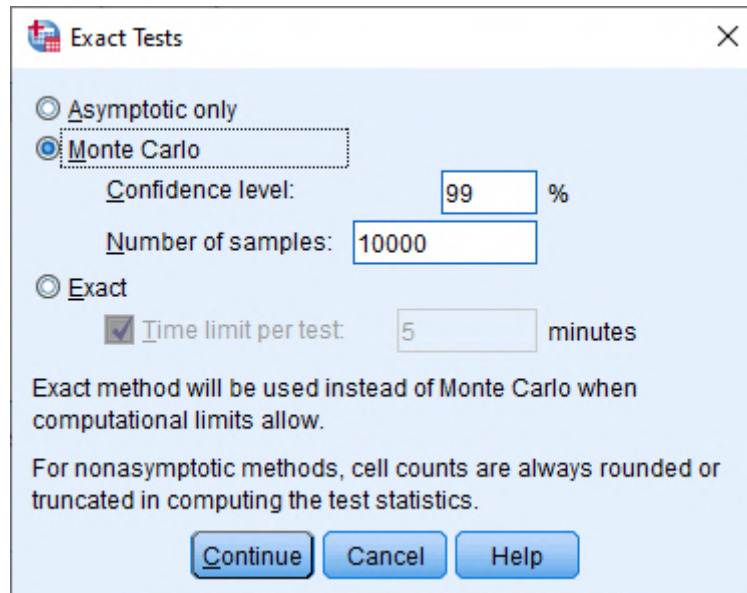 Exact Tests
Asymptotic only
Monte Carlo
Confidence level: 99 %
Number of samples: 10000
Exact
Time limit per test: 5 minutes
Exact method will be used instead of Monte Carlo when
computational limits allow.
For nonasymptotic methods, cell counts are always rounded or
truncated in computing the test statistics.
Continue Cancel Help